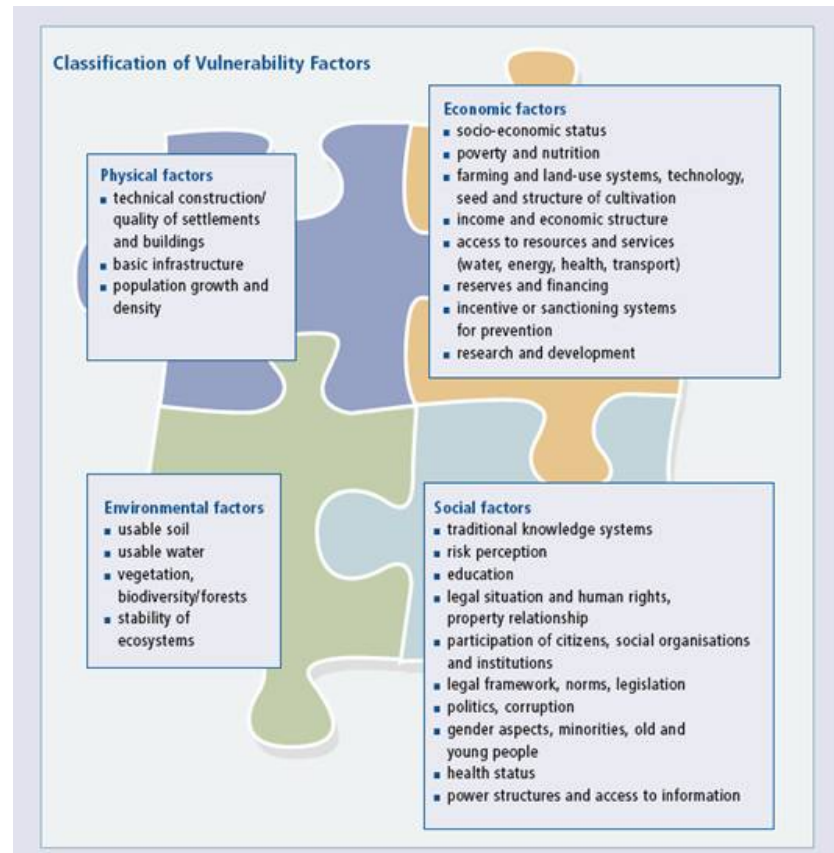 Classification of Vulnerability Factors
Physical factors
▪ technical construction/
quality of settlements
and buildings
▪ basic infrastructure
▪ population growth and
density
Economic factors
▪ socio-economic status
▪ poverty and nutrition
▪ farming and land-use systems, technology,
seed and structure of cultivation
▪ income and economic structure
▪ access to resources and services
(water, energy, health, transport)
▪ reserves and financing
▪ incentive or sanctioning systems
for prevention
▪ research and development
Environmental factors
▪ usable soil
▪ usable water
▪ vegetation,
biodiversity/forests
▪ stability of
ecosystems
Social factors
▪ traditional knowledge systems
▪ risk perception
▪ education
▪ legal situation and human rights,
property relationship
▪ participation of citizens, social organisations
and institutions
▪ legal framework, norms, legislation
▪ politics, corruption
▪ gender aspects, minorities, old and
young people
▪ health status
▪ power structures and access to information